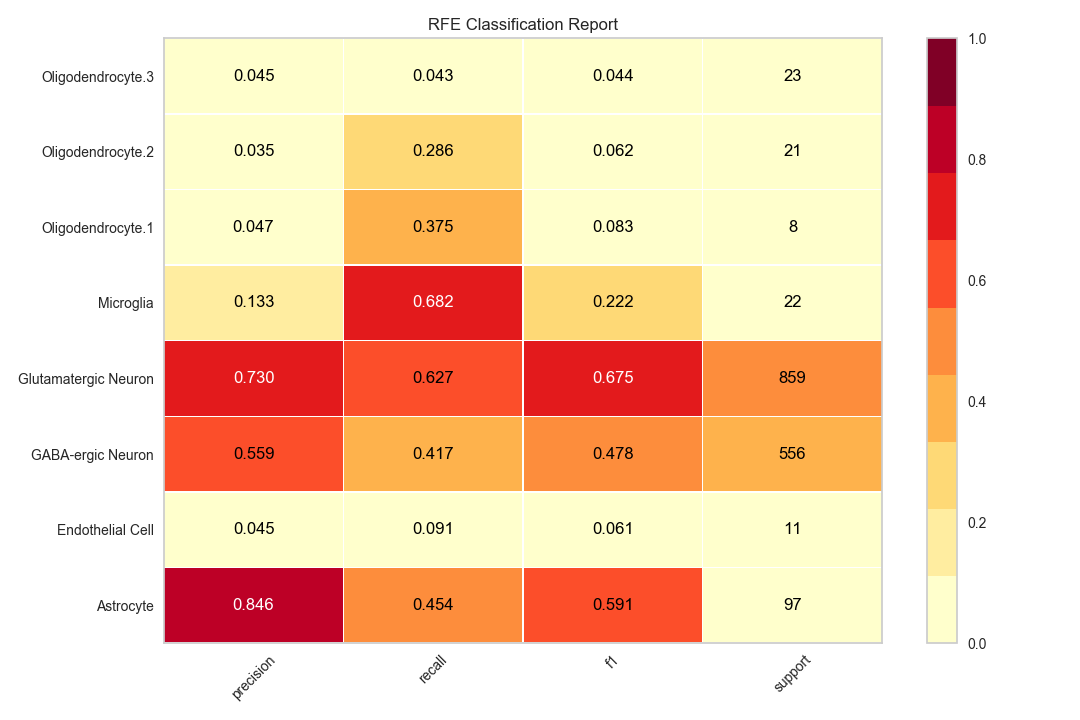 RFE Classification Report
Oligodendrocyte.3 0.045 0.043 0.044 23
Oligodendrocyte.2 0.035 0.286 0.062 21
Oligodendrocyte.1 0.047 0.375 0.083 8
Microglia 0.133 0.682 0.222 22
Glutamatergic Neuron 0.730 0.627 0.675 859
GABA-ergic Neuron 0.559 0.417 0.478 556
Endothelial Cell 0.045 0.091 0.061 11
Astrocyte 0.846 0.454 0.591 97
precision recall f1 support
1.0
0.8
0.6
0.4
0.2
0.0